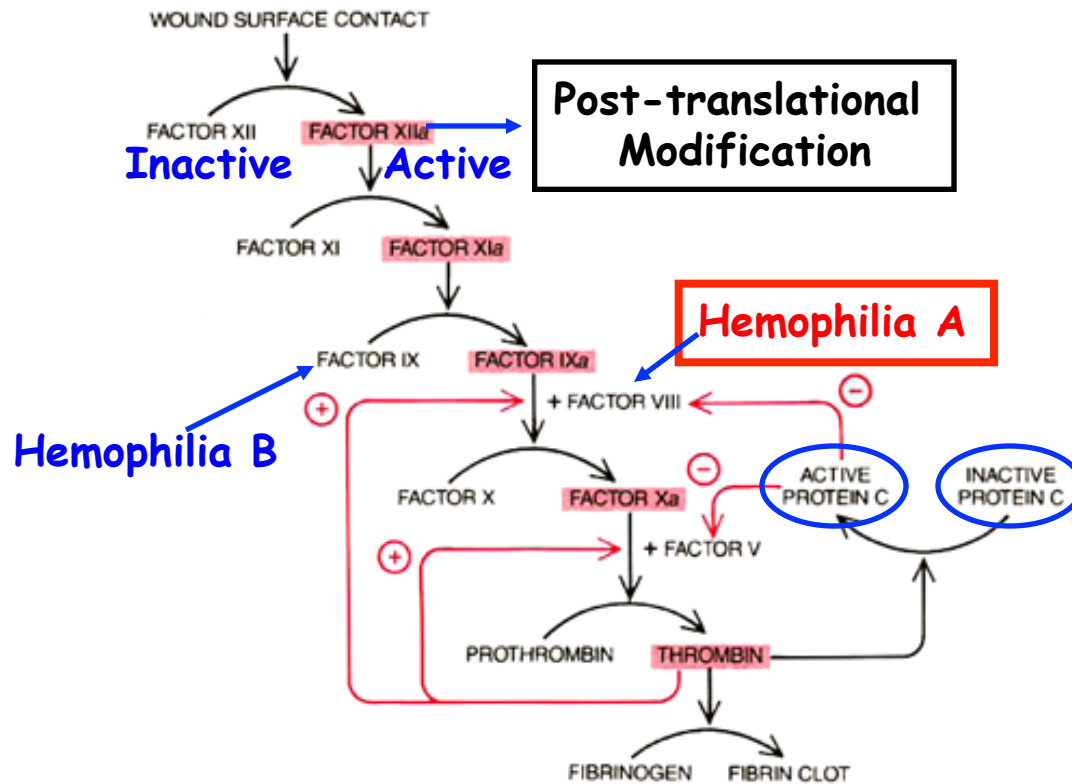 WOUND SURFACE CONTACT
FACTOR XII
FACTOR XIIa
Post-translational
Modification
Inactive
Active
FACTOR XI
FACTOR XIa
Hemophilia A
FACTOR IX
FACTOR IXa
+ FACTOR VIII
−
+
Hemophilia B
FACTOR X
FACTOR Xa
−
ACTIVE
PROTEIN C
INACTIVE
PROTEIN C
+
+ FACTOR V
PROTHROMBIN
THROMBIN
FIBRINOGEN
FIBRIN CLOT